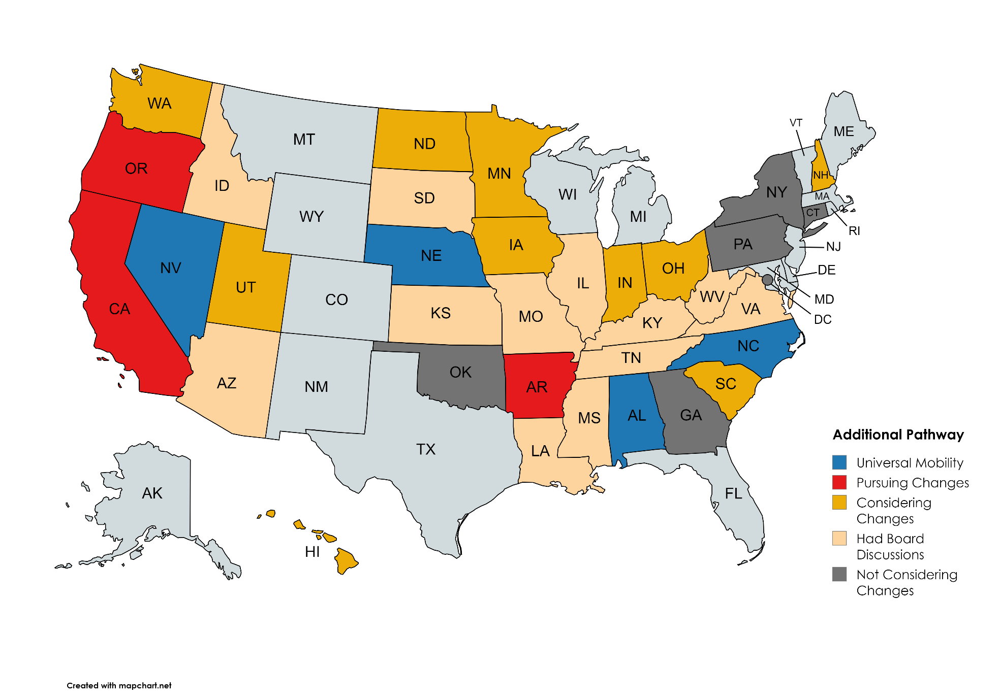 WA
OR
ID
MT
ND
MN
SD
WY
WI
MI
VT
ME
NH
NY
MA
CT
RI
NJ
PA
DE
MD
DC
CA
NV
UT
CO
NE
IA
IL
IN
OH
WV
VA
KS
MO
KY
NC
TN
AZ
NM
OK
AR
SC
MS
AL
GA
TX
LA
FL
AK
HI
Additional Pathway
Universal Mobility
Pursuing Changes
Considering
Changes
Had Board
Discussions
Not Considering
Changes
Created with mapchart.net